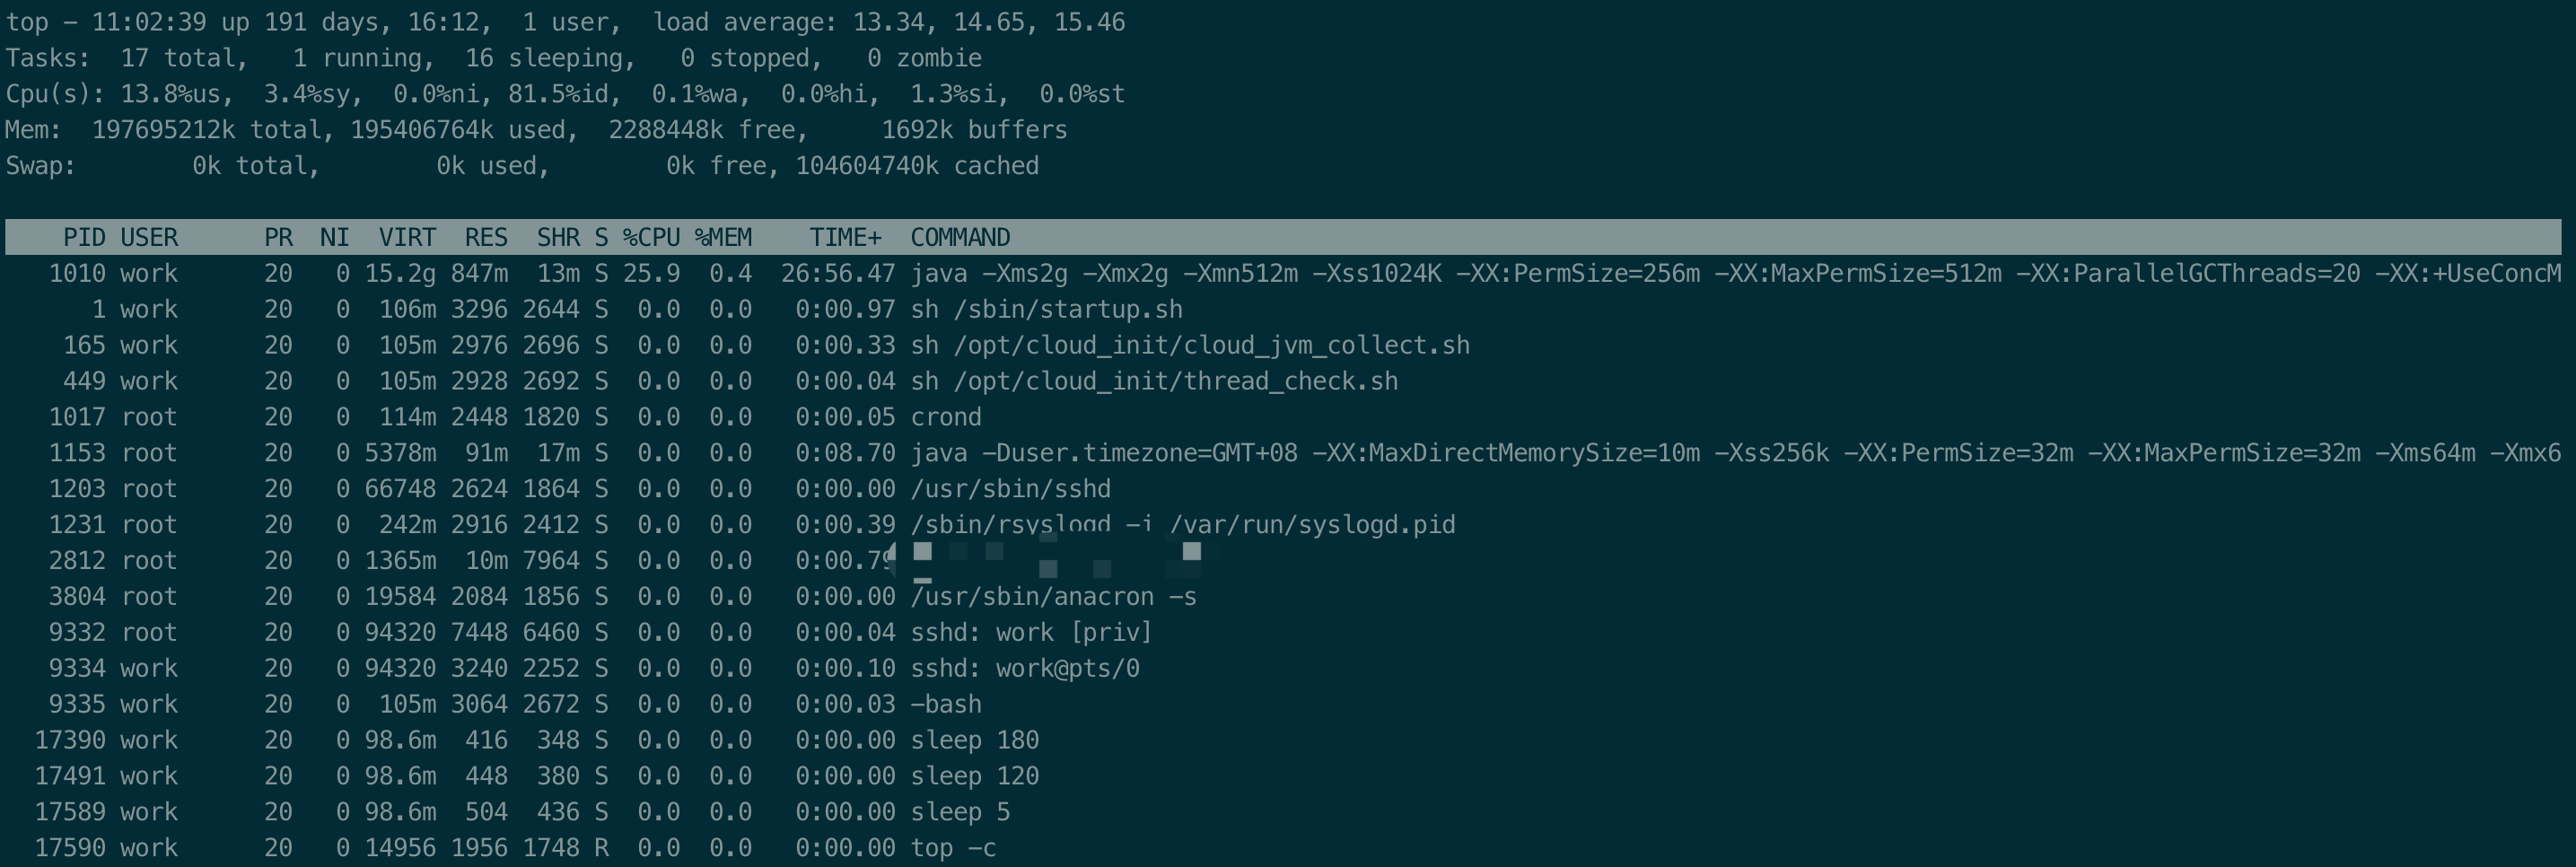 top - 11:02:39 up 191 days, 16:12,  1 user,  load average: 13.34, 14.65, 15.46
Tasks:  17 total,   1 running,  16 sleeping,   0 stopped,   0 zombie
Cpu(s): 13.8%us,  3.4%sy,  0.0%ni, 81.5%id,  0.1%wa,  0.0%hi,  1.3%si,  0.0%st
Mem:  197695212k total, 195406764k used,  2288448k free,     1692k buffers
Swap:        0k total,        0k used,        0k free, 104604740k cached
PID USER      PR  NI  VIRT  RES  SHR S %CPU %MEM    TIME+  COMMAND
1010 work      20   0 15.2g 847m  13m S 25.9  0.4  26:56.47 java -Xms2g -Xmx2g -Xmn512m -Xss1024K -XX:PermSize=256m -XX:MaxPermSize=512m -XX:ParallelGCThreads=20 -XX:+UseConcM
1 work      20   0  106m 3296 2644 S  0.0  0.0   0:00.97 sh /sbin/startup.sh
165 work      20   0  105m 2976 2696 S  0.0  0.0   0:00.33 sh /opt/cloud_init/cloud_jvm_collect.sh
449 work      20   0  105m 2928 2692 S  0.0  0.0   0:00.04 sh /opt/cloud_init/thread_check.sh
1017 root      20   0  114m 2448 1820 S  0.0  0.0   0:00.05 crond
1153 root      20   0 5378m  91m  17m S  0.0  0.0   0:08.70 java -Duser.timezone=GMT+08 -XX:MaxDirectMemorySize=10m -Xss256k -XX:PermSize=32m -XX:MaxPermSize=32m -Xms64m -Xmx6
1203 root      20   0 66748 2624 1864 S  0.0  0.0   0:00.00 /usr/sbin/sshd
1231 root      20   0  242m 2916 2412 S  0.0  0.0   0:00.39 /sbin/rsyslogd -i /var/run/syslogd.pid
2812 root      20   0 1365m  10m 7964 S  0.0  0.0   0:00.79
3804 root      20   0 19584 2084 1856 S  0.0  0.0   0:00.00 /usr/sbin/anacron -s
9332 root      20   0 94320 7448 6460 S  0.0  0.0   0:00.04 sshd: work [priv]
9334 work      20   0 94320 3240 2252 S  0.0  0.0   0:00.10 sshd: work@pts/0
9335 work      20   0  105m 3064 2672 S  0.0  0.0   0:00.03 -bash
17390 work      20   0 98.6m  416  348 S  0.0  0.0   0:00.00 sleep 180
17491 work      20   0 98.6m  448  380 S  0.0  0.0   0:00.00 sleep 120
17589 work      20   0 98.6m  504  436 S  0.0  0.0   0:00.00 sleep 5
17590 work      20   0 14956 1956 1748 R  0.0  0.0   0:00.00 top -c